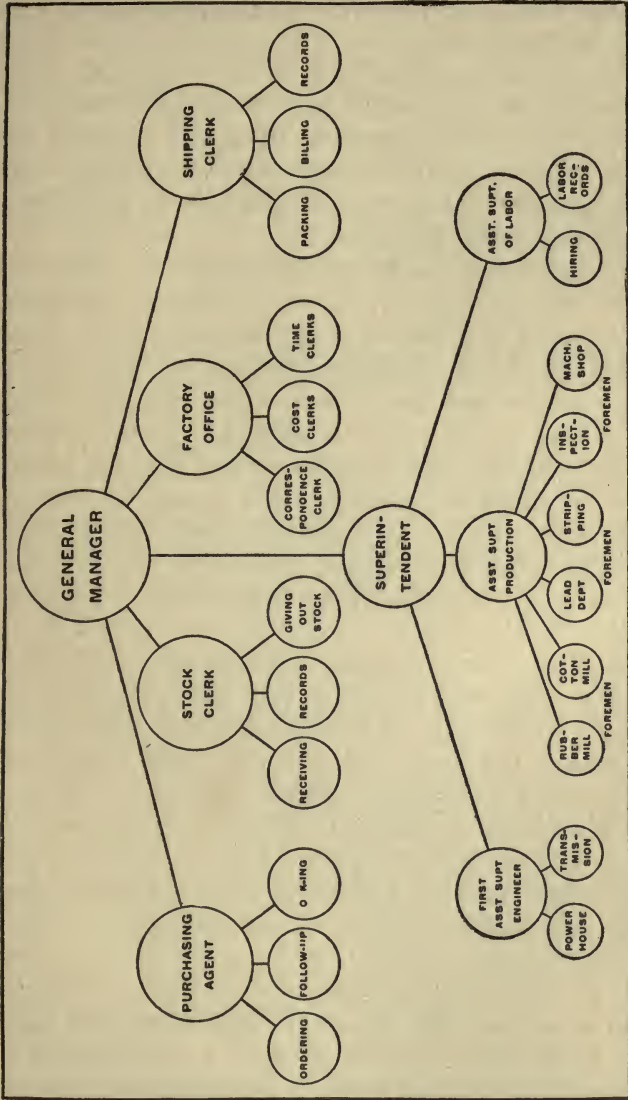 GENERAL
MANAGER
PURCHASING
AGENT
STOCK
CLERK
FACTORY
OFFICE
SHIPPING
CLERK
ORDERING
FOLLOW-UP
O K-ING
RECEIVING
RECORDS
GIVING
OUT
STOCK
CORRES-
PONDENCE
CLERK
COST
CLERKS
TIME
CLERKS
PACKING
BILLING
RECORDS
SUPERIN-
TENDENT
FIRST
ASST SUPT
ENGINEER
ASST SUPT
PRODUCTION
ASST. SUPT.
OF LABOR
POWER
HOUSE
TRANS-
MIS-
SION
RUB-
BER
MILL
COT-
TON
MILL
LEAD
DEPT
STRIP-
PING
INS-
PECT-
ION
MACH.
SHOP
HIRING
LABOR
REC-
ORDS
FOREMEN
FOREMEN
FOREMEN